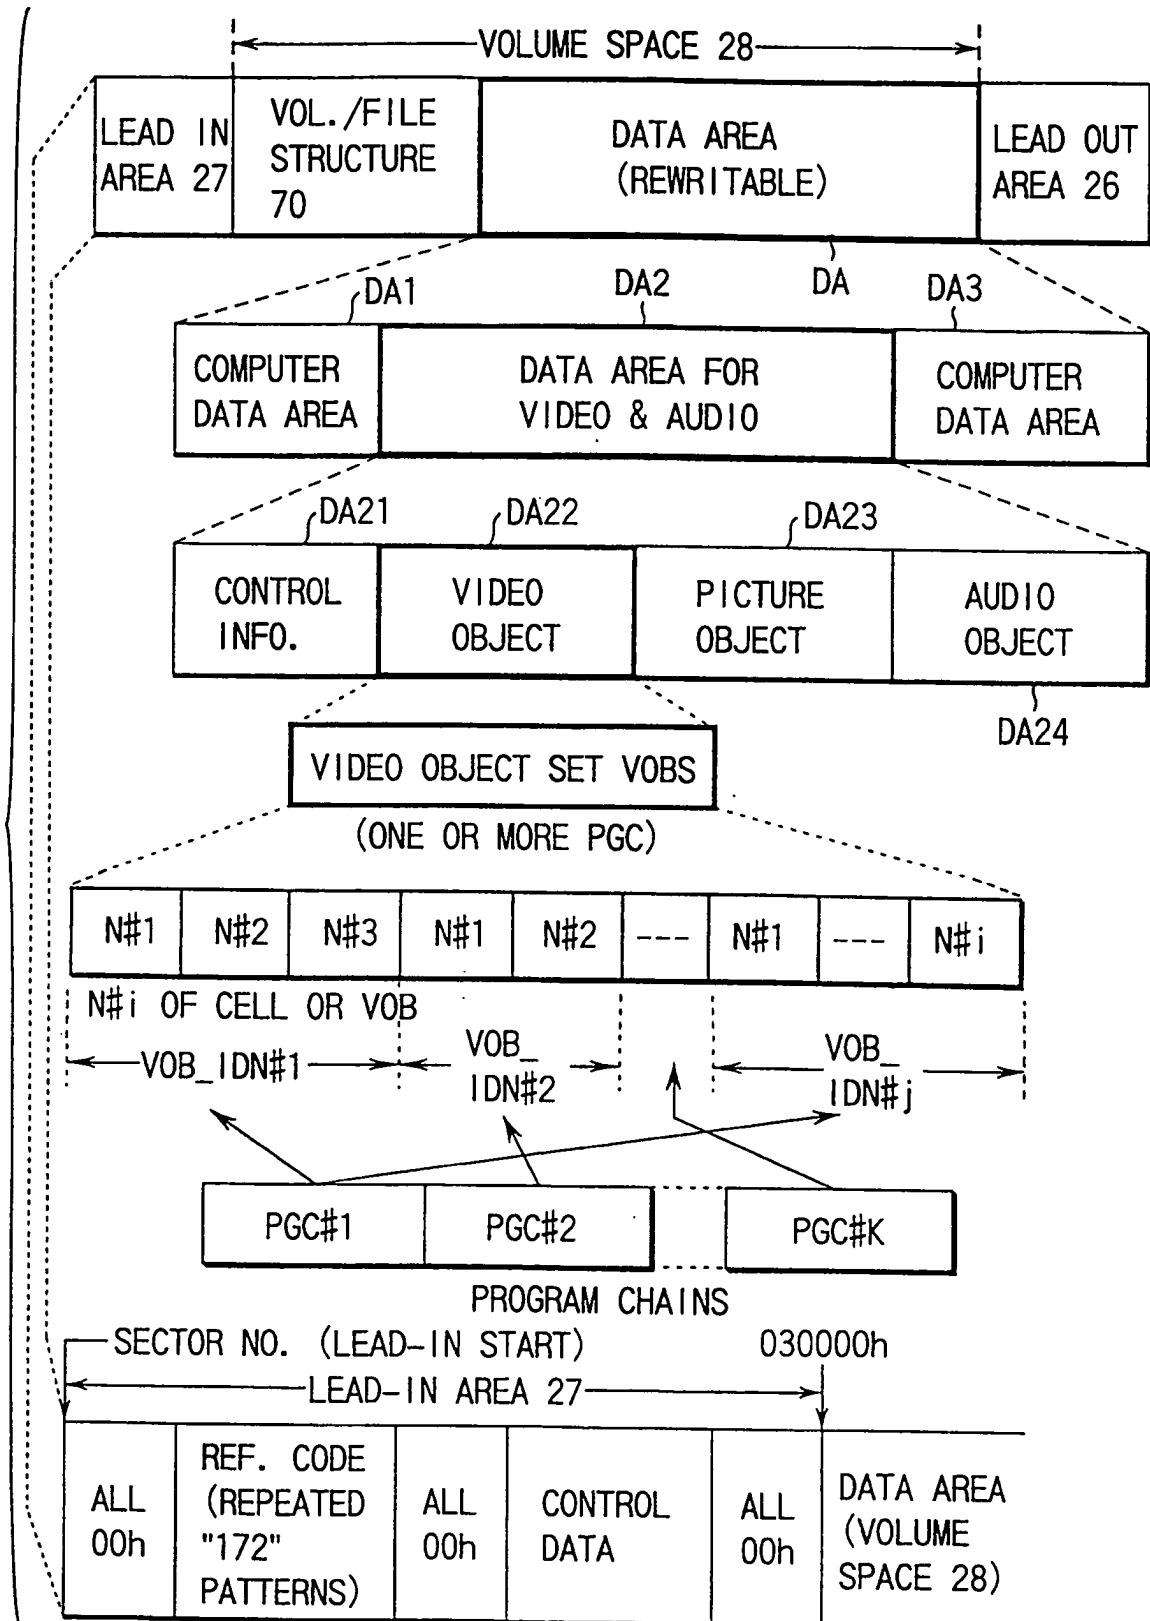 VOLUME SPACE 28
LEAD IN
AREA 27
VOL./FILE
STRUCTURE
70
DATA AREA
(REWRITABLE)
LEAD OUT
AREA 26
DA1
DA2
DA
DA3
COMPUTER
DATA AREA
DATA AREA FOR
VIDEO & AUDIO
COMPUTER
DATA AREA
DA21
DA22
DA23
CONTROL
INFO.
VIDEO
OBJECT
PICTURE
OBJECT
AUDIO
OBJECT
DA24
VIDEO OBJECT SET VOBS
(ONE OR MORE PGC)
N#1 N#2 N#3 N#1 N#2 --- N#1 --- N#i
N#i OF CELL OR VOB
VOB_IDN#1
VOB_
IDN#2
VOB_
IDN#j
PGC#1 PGC#2 PGC#K
PROGRAM CHAINS
SECTOR NO. (LEAD-IN START) 030000h
LEAD-IN AREA 27
ALL
00h
REF. CODE
(REPEATED
"172"
PATTERNS)
ALL
00h
CONTROL
DATA
ALL
00h
DATA AREA
(VOLUME
SPACE 28)